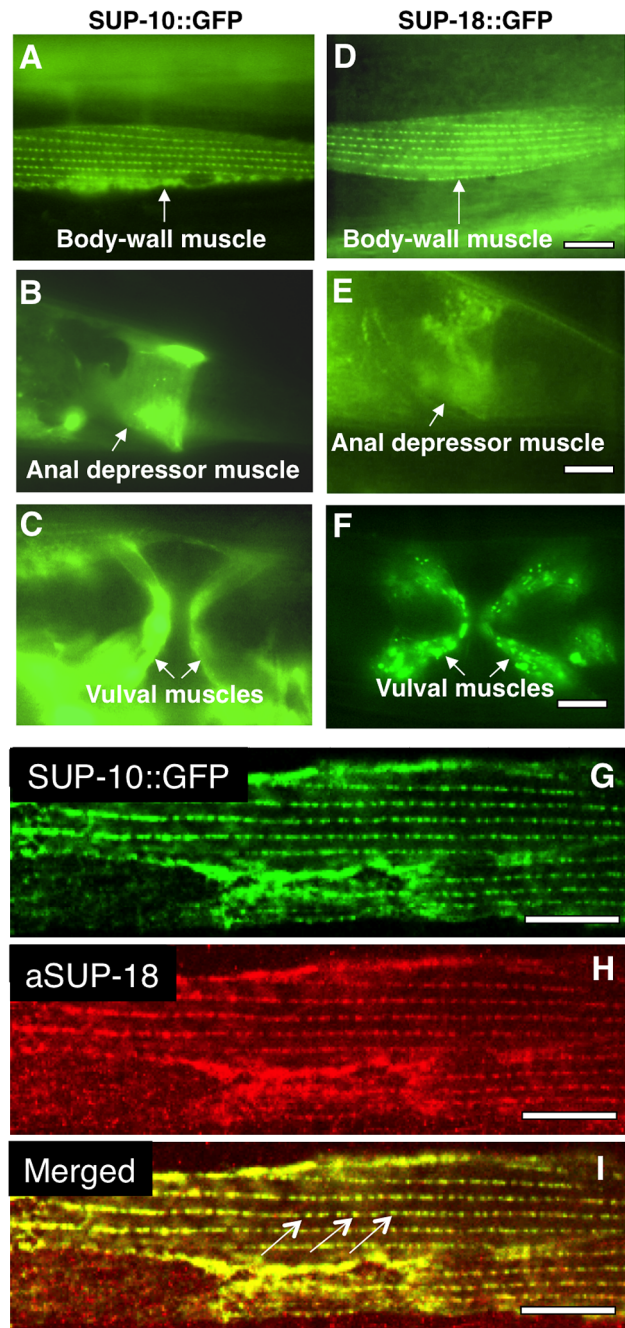 SUP-10::GFP
SUP-18::GFP
A
D
Body-wall muscle
Body-wall muscle
B
E
Anal depressor muscle
Anal depressor muscle
C
F
Vulval muscles
Vulval muscles
SUP-10::GFP
G
aSUP-18
H
Merged
I